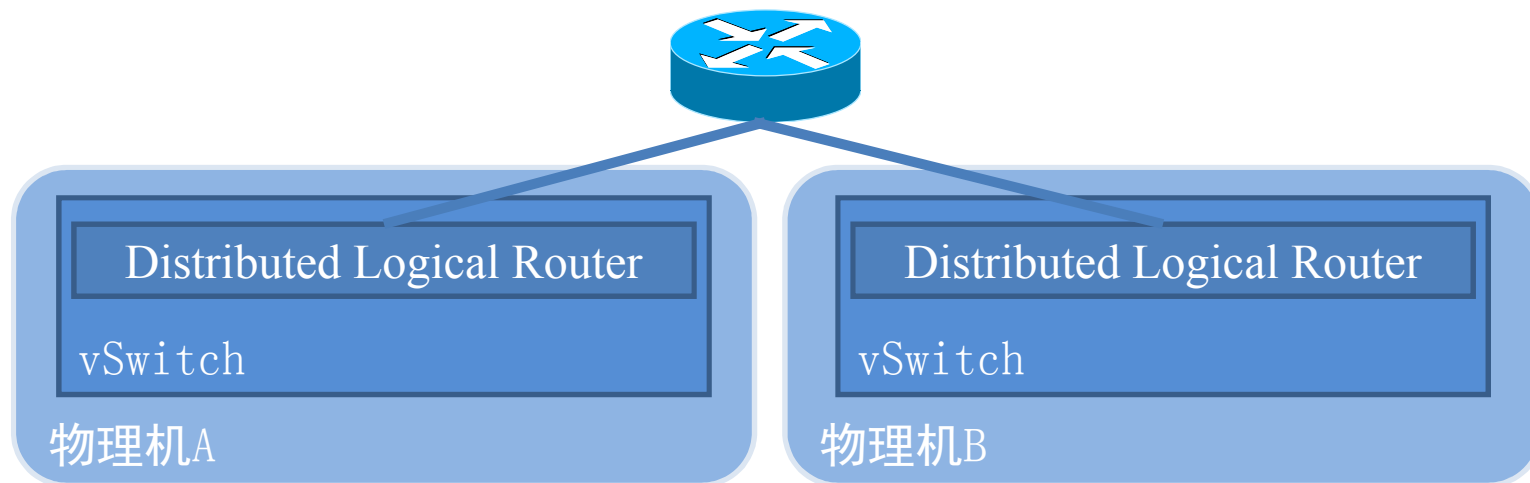 Distributed Logical Router
vSwitch
物理机A
Distributed Logical Router
vSwitch
物理机B